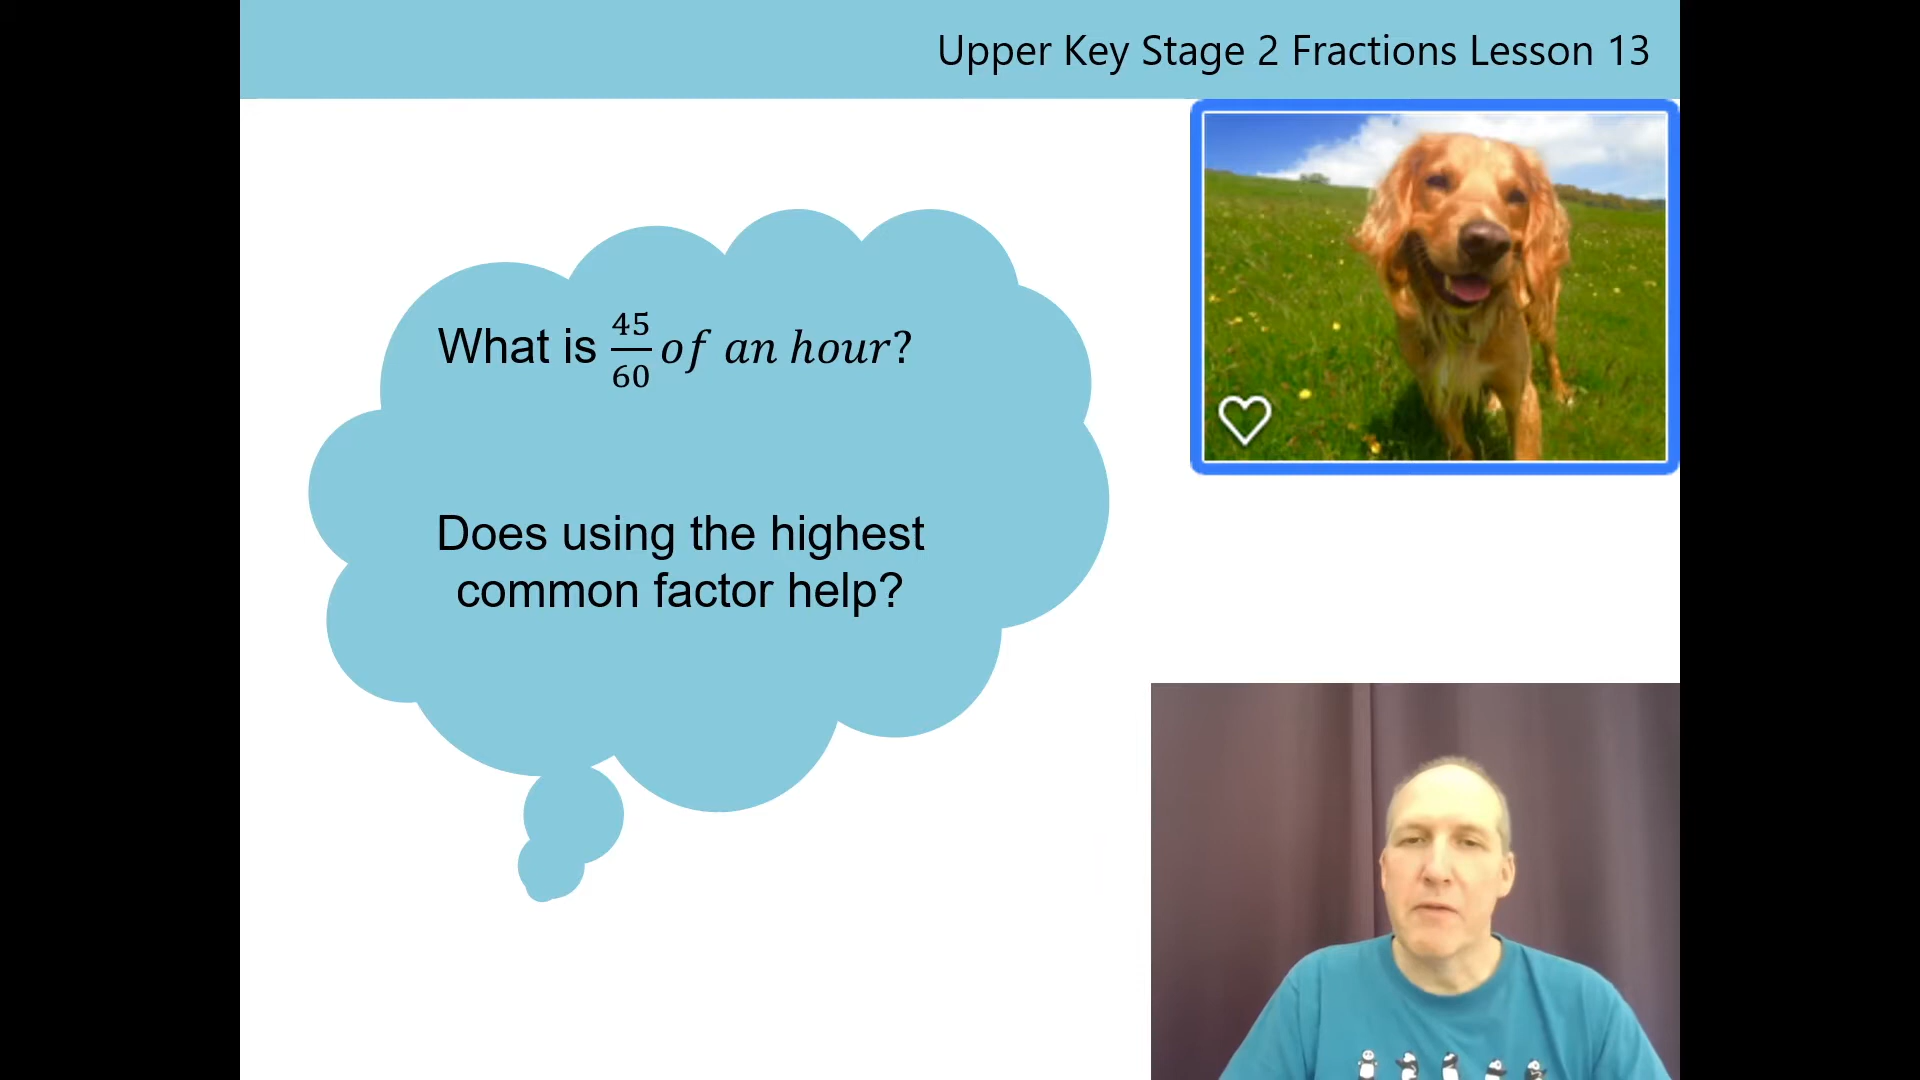 Upper Key Stage 2 Fractions Lesson 13
What is 45/60 of an hour?
Does using the highest
common factor help?